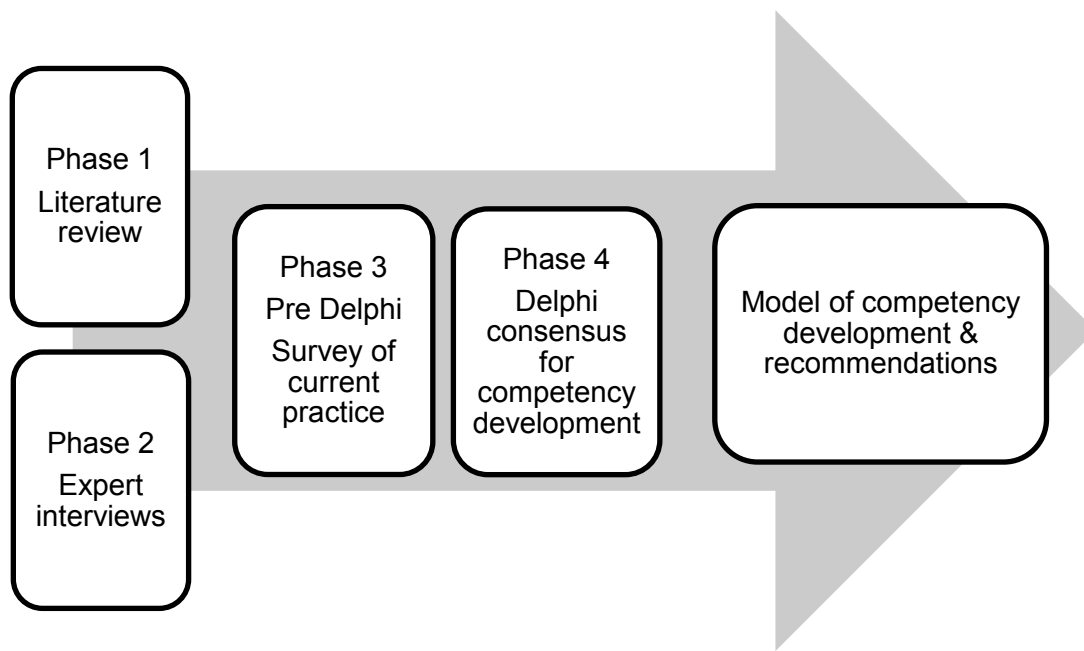 Phase 1
Literature
review
Phase 2
Expert
interviews
Phase 3
Pre Delphi
Survey of
current
practice
Phase 4
Delphi
consensus
for
competency
development
Model of competency
development &
recommendations